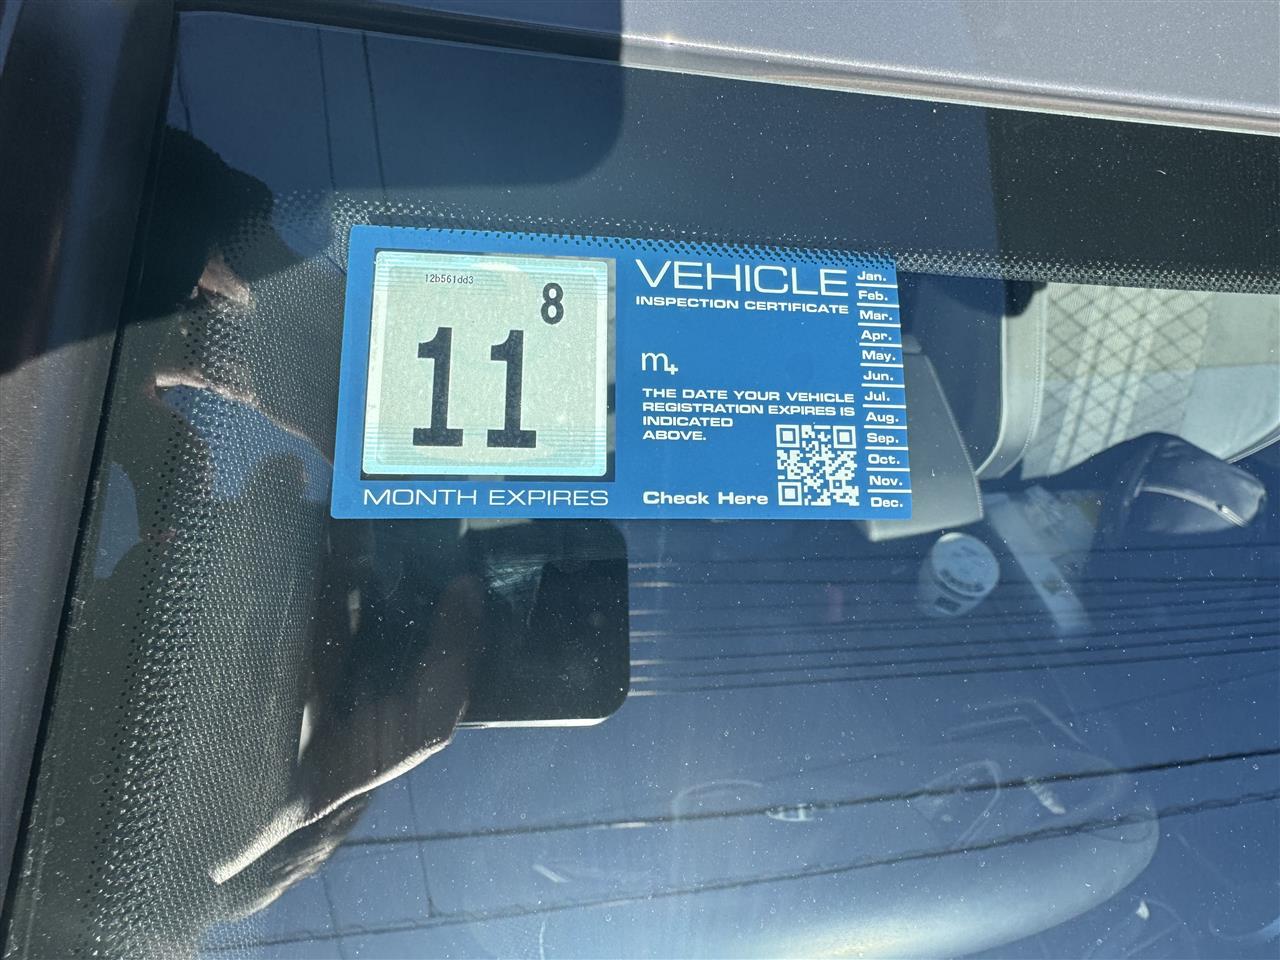 12b561dd3
8
11
MONTH EXPIRES
VEHICLE
INSPECTION CERTIFICATE
m+
THE DATE YOUR VEHICLE
REGISTRATION EXPIRES IS
INDICATED
ABOVE.
Check Here
Jan.
Feb.
Mar.
Apr.
May.
Jun.
Jul.
Aug.
Sep.
Oct.
Nov.
Dec.